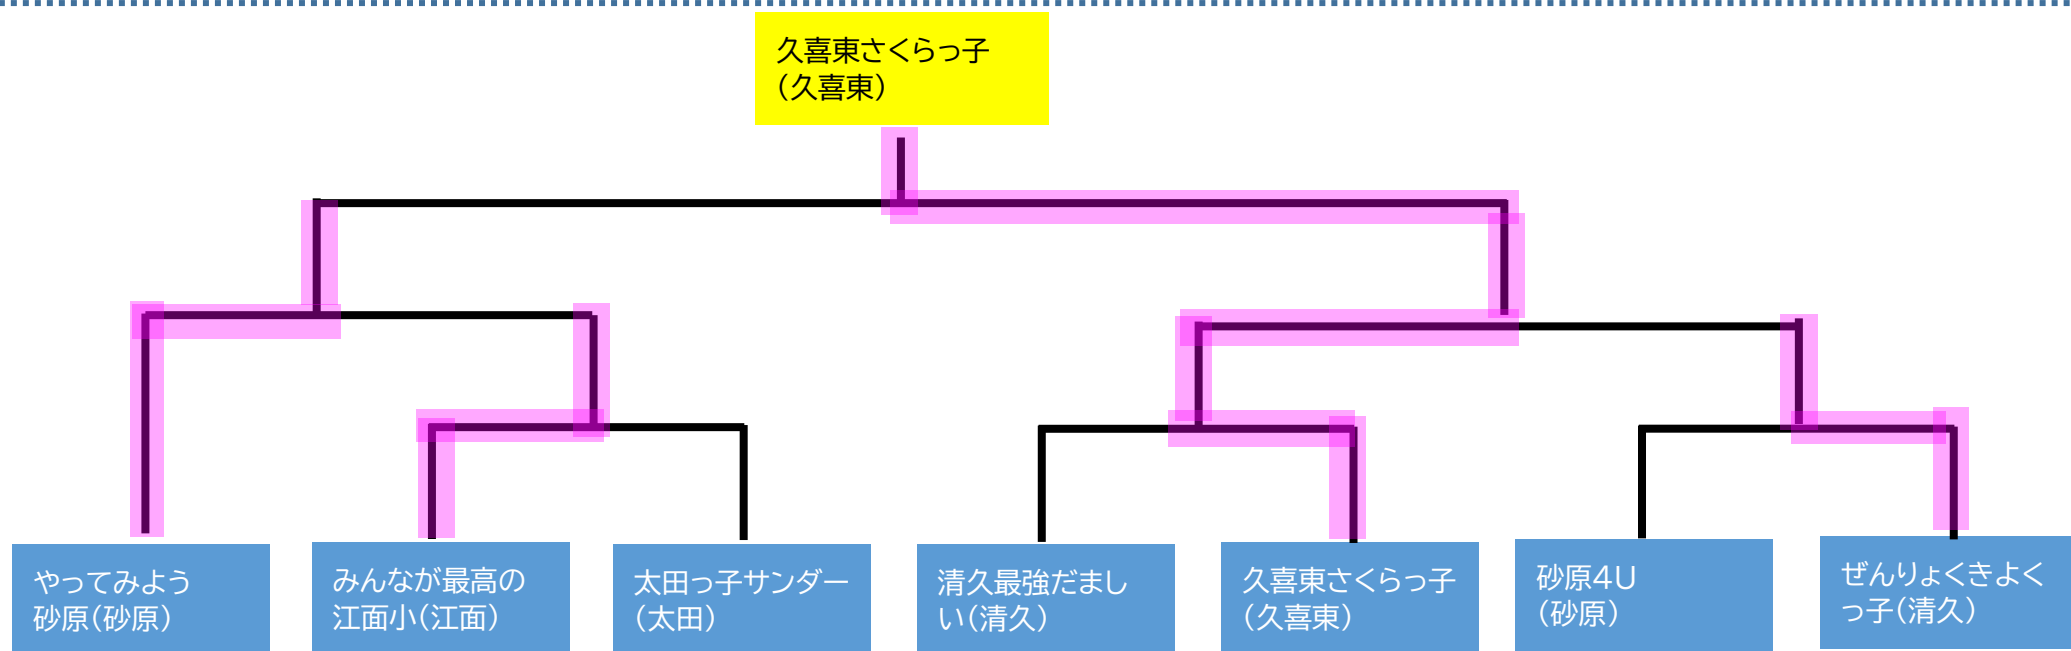 久喜東さくらっ子
（久喜東）
やってみよう
砂原（砂原）
みんなが最高の
江面小（江面）
太田っ子サンダー
（太田）
清久最強だまし
い（清久）
久喜東さくらっ子
（久喜東）
砂原4U
（砂原）
ぜんりょくきよく
っ子（清久）